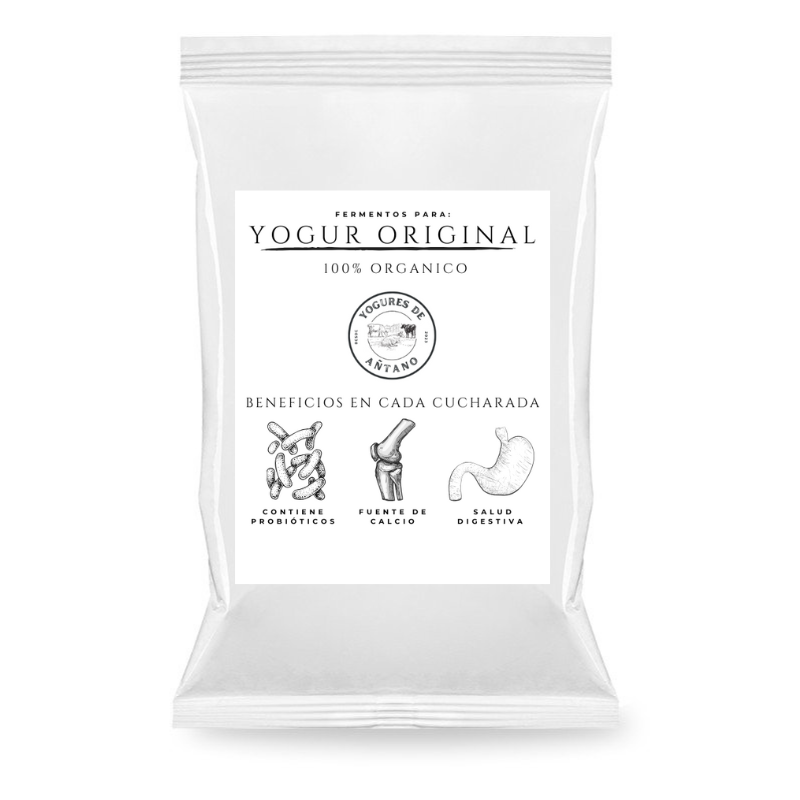 FERMENTOS PARA:
YOGUR ORIGINAL
100% ORGANICO
YOGURES DE
DESDE
AÑTANO
BENEFICIOS EN CADA CUCHARADA
CONTIENE
PROBIÓTICOS
FUENTE DE
CALCIO
SALUD
DIGESTIVA